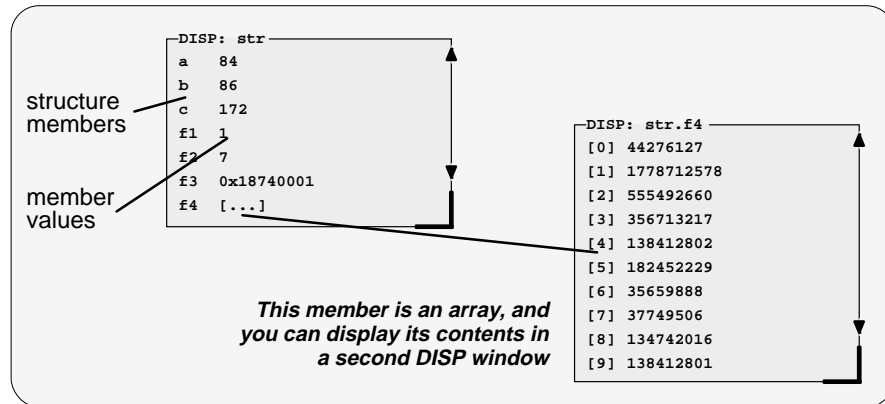 DISP: str
a 84
b 86
c 172
f1 1
f2 7
f3 0x18740001
f4 [...]
structure
members
member
values
DISP: str.f4
[0] 44276127
[1] 1778712578
[2] 555492660
[3] 356713217
[4] 138412802
[5] 182452229
[6] 35659888
[7] 37749506
[8] 134742016
[9] 138412801
This member is an array, and
you can display its contents in
a second DISP window